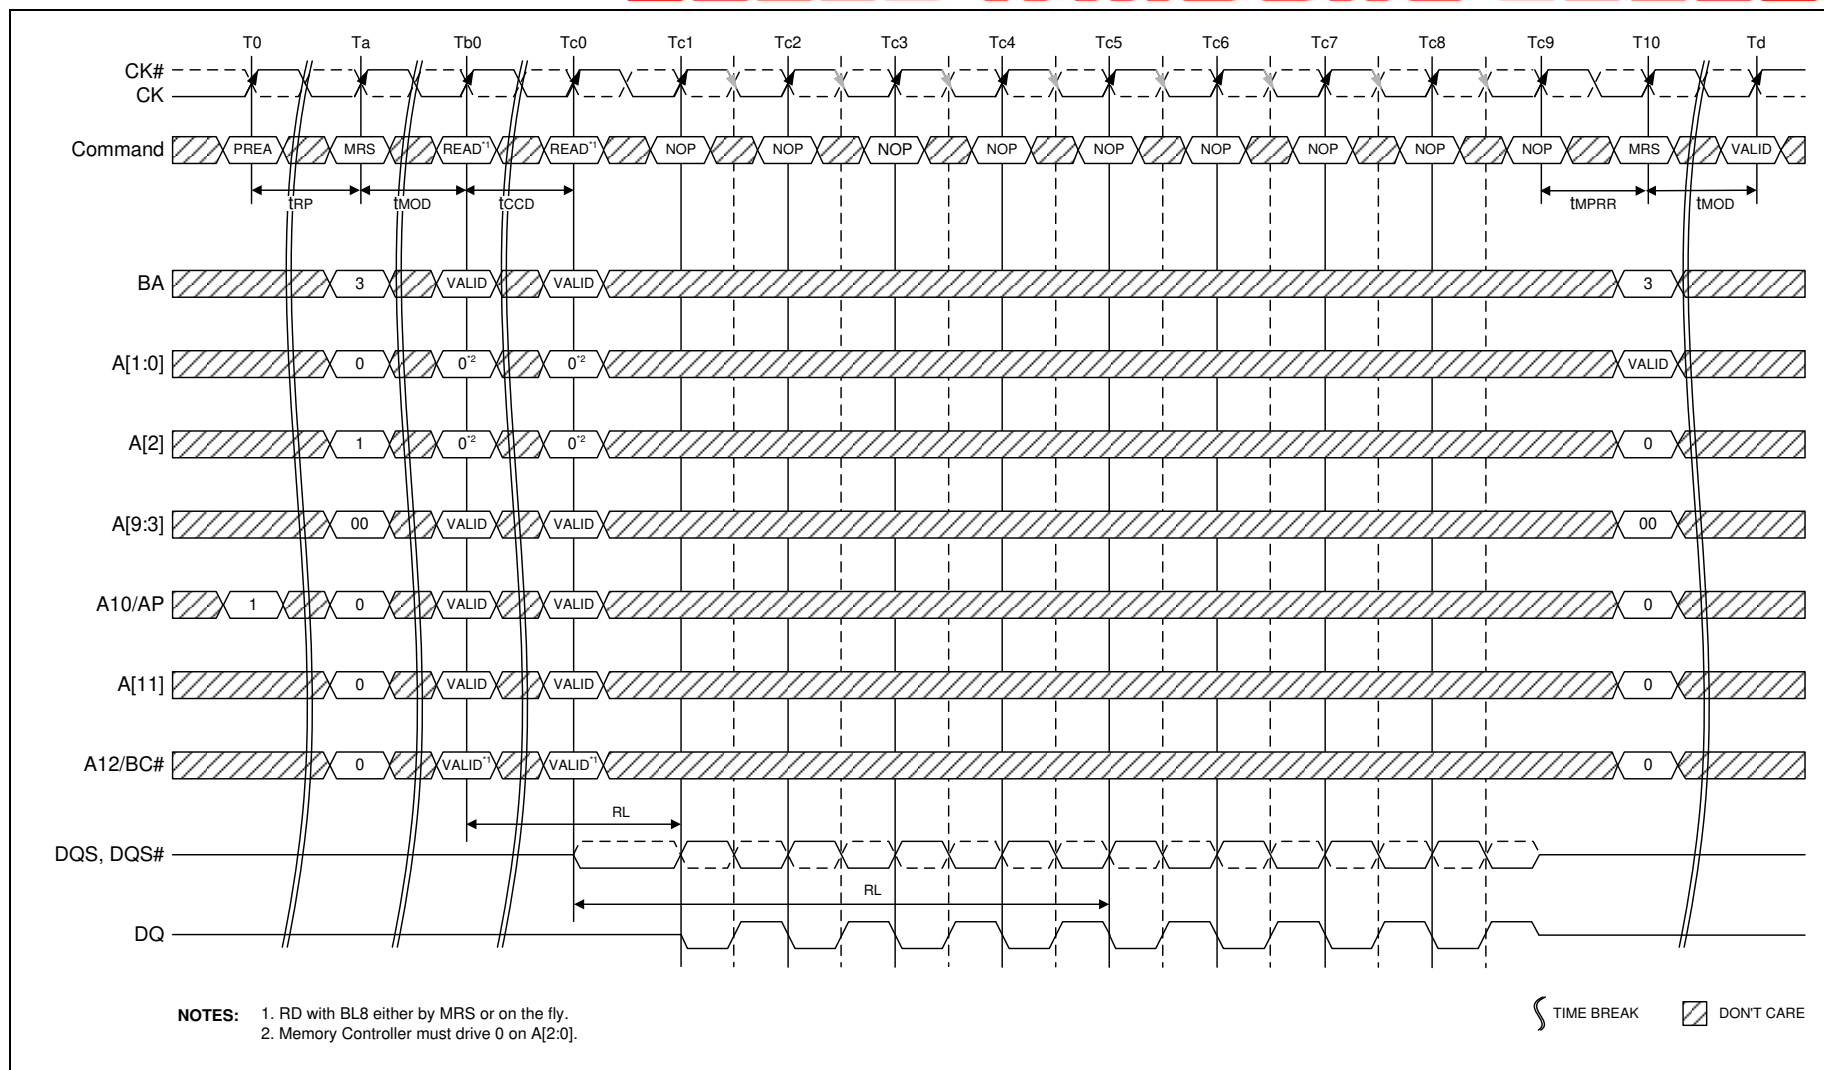 T0 Ta Tb0 Tc0 Tc1 Tc2 Tc3 Tc4 Tc5 Tc6 Tc7 Tc8 Tc9 T10 Td
CK#
CK
Command PREA MRS READ*1 READ*1 NOP NOP NOP NOP NOP NOP NOP NOP NOP MRS VALID
tRP tMOD tCCD tMPRR tMOD
BA 3 VALID VALID 3
A[1:0] 0 0*2 0*2 VALID
A[2] 1 0*2 0*2 0
A[9:3] 00 VALID VALID 00
A10/AP 1 0 VALID VALID 0
A[11] 0 VALID VALID 0
A12/BC# 0 VALID*1 VALID*1 0
RL
DQS, DQS#
RL
DQ
NOTES: 1. RD with BL8 either by MRS or on the fly.
2. Memory Controller must drive 0 on A[2:0].
TIME BREAK DON'T CARE